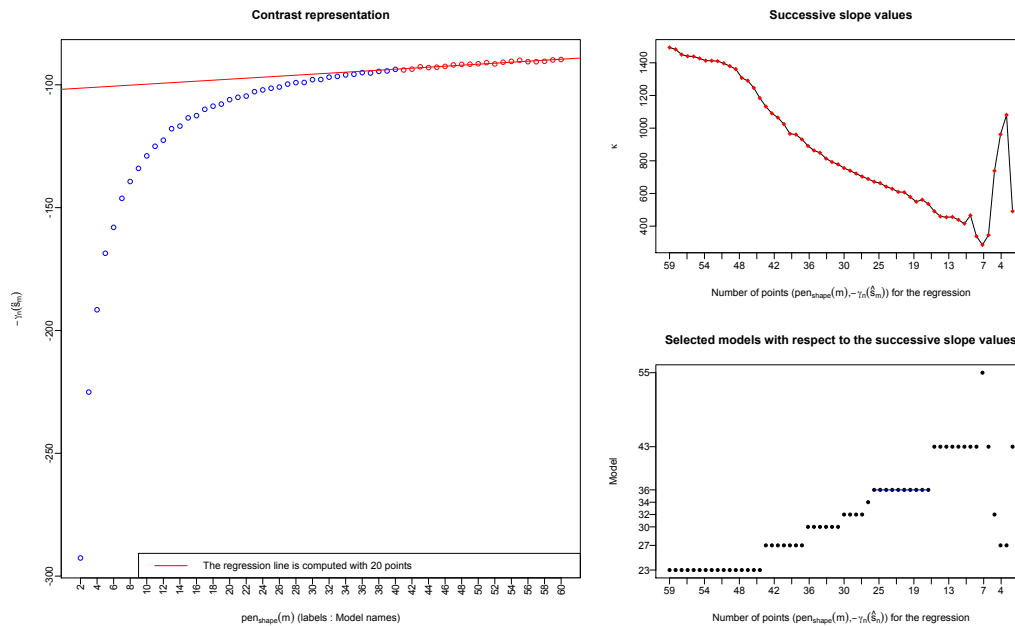 Contrast representation
−γn(ŝm)
-100
-150
-200
-250
-300
The regression line is computed with 20 points
2 4 6 8 10 12 14 16 18 20 22 24 26 28 30 32 34 36 38 40 42 44 46 48 50 52 54 56 58 60
penshape(m) (labels : Model names)
Successive slope values
κ
1400
1200
1000
800
600
400
59 54 48 42 36 30 25 19 13 7 4
Number of points (penshape(m),−γn(ŝm)) for the regression
Selected models with respect to the successive slope values
Model
55
43
36
34
32
30
27
23
59 54 48 42 36 30 25 19 13 7 4
Number of points (penshape(m),−γn(ŝn)) for the regression